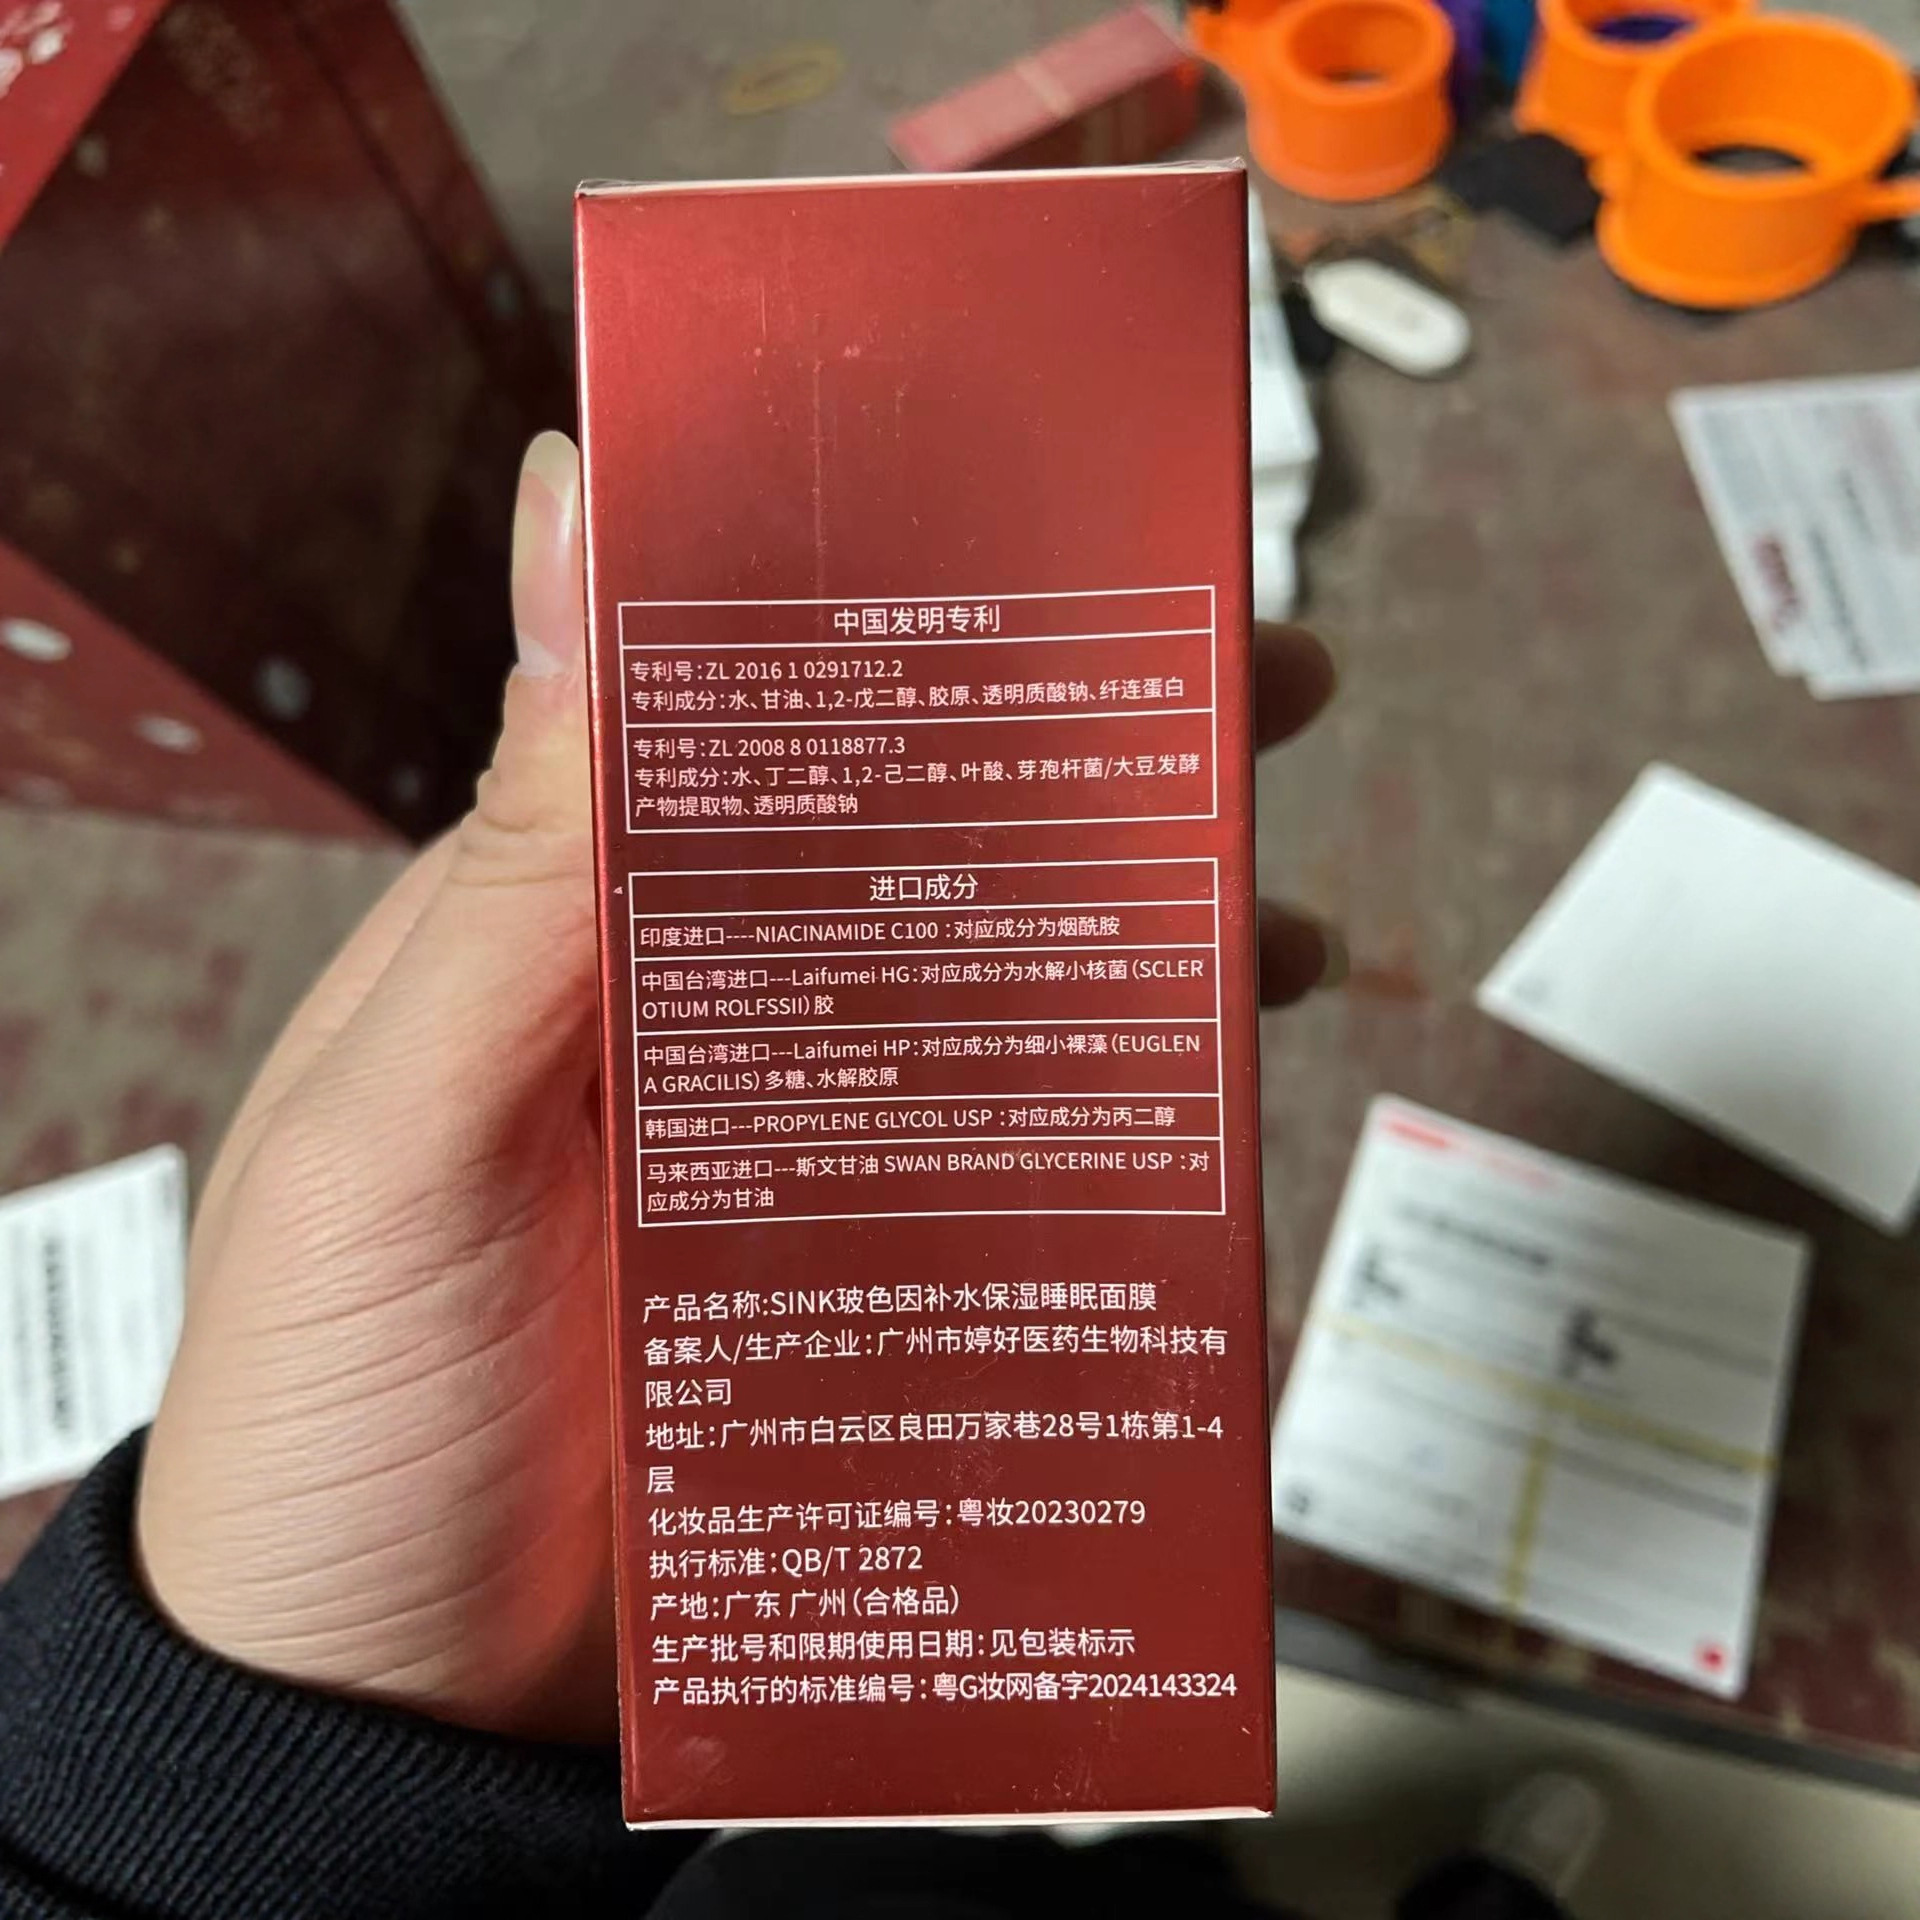 中国发明专利
专利号：ZL 2016 1 0291712.2
专利成分：水、甘油、1,2-戊二醇、胶原、透明质酸钠、纤连蛋白
专利号：ZL 2008 8 0118877.3
专利成分：水、丁二醇、1,2-己二醇、叶酸、芽孢杆菌/大豆发酵
产物提取物、透明质酸钠
进口成分
印度进口----NIACINAMIDE C100：对应成分为烟酰胺
中国台湾进口---Laifumei HG：对应成分为水解小核菌（SCLER
OTIUM ROLFSSII）胶
中国台湾进口---Laifumei HP：对应成分为细小裸藻（EUGLEN
A GRACILIS）多糖、水解胶原
韩国进口---PROPYLENE GLYCOL USP：对应成分为丙二醇
马来西亚进口---斯文甘油 SWAN BRAND GLYCERINE USP：对
应成分为甘油
产品名称:SINK玻色因补水保湿睡眠面膜
备案人/生产企业：广州市婷好医药生物科技有
限公司
地址：广州市白云区良田万家巷28号1栋第1-4
层
化妆品生产许可证编号：粤妆20230279
执行标准：QB/T 2872
产地：广东 广州（合格品）
生产批号和限期使用日期：见包装标示
产品执行的标准编号：粤G妆网备字2024143324